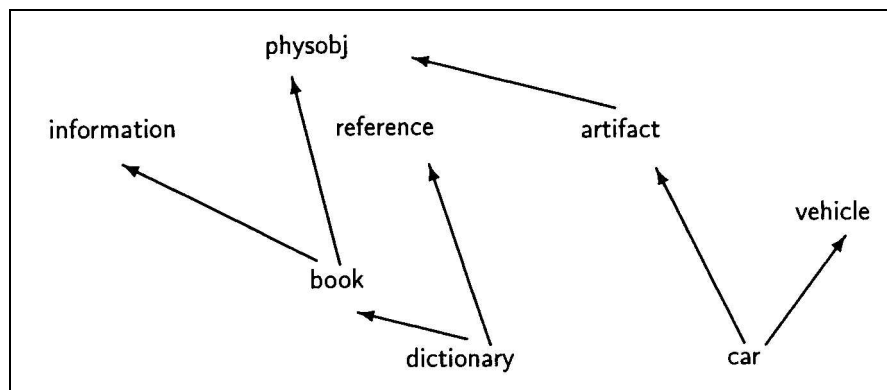 physobj
information
reference
artifact
vehicle
book
dictionary
car